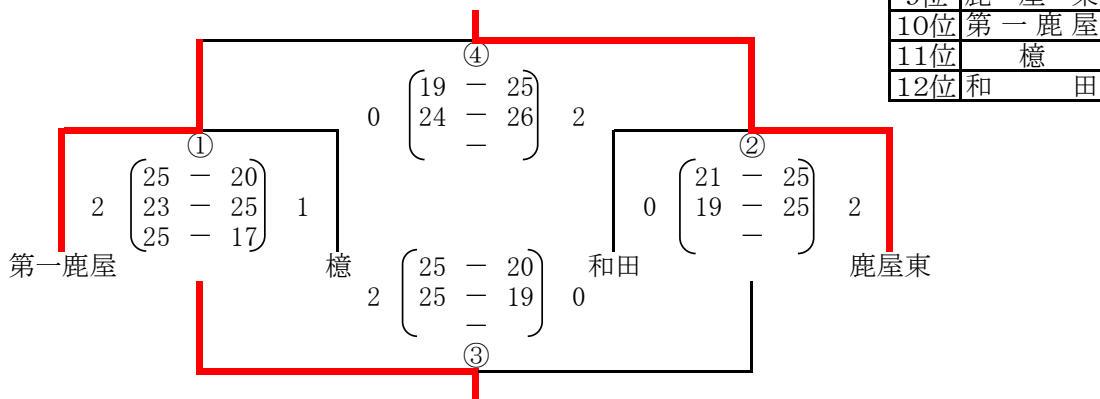 9位 鹿屋東
10位 第一鹿屋
11位 檍
12位 和田
④
19 － 25
0 24 － 26 2
－
①
25 － 20
2 23 － 25 1
25 － 17
②
21 － 25
0 19 － 25 2
－
第一鹿屋 檍 和田 鹿屋東
25 － 20
2 25 － 19 0
－
③